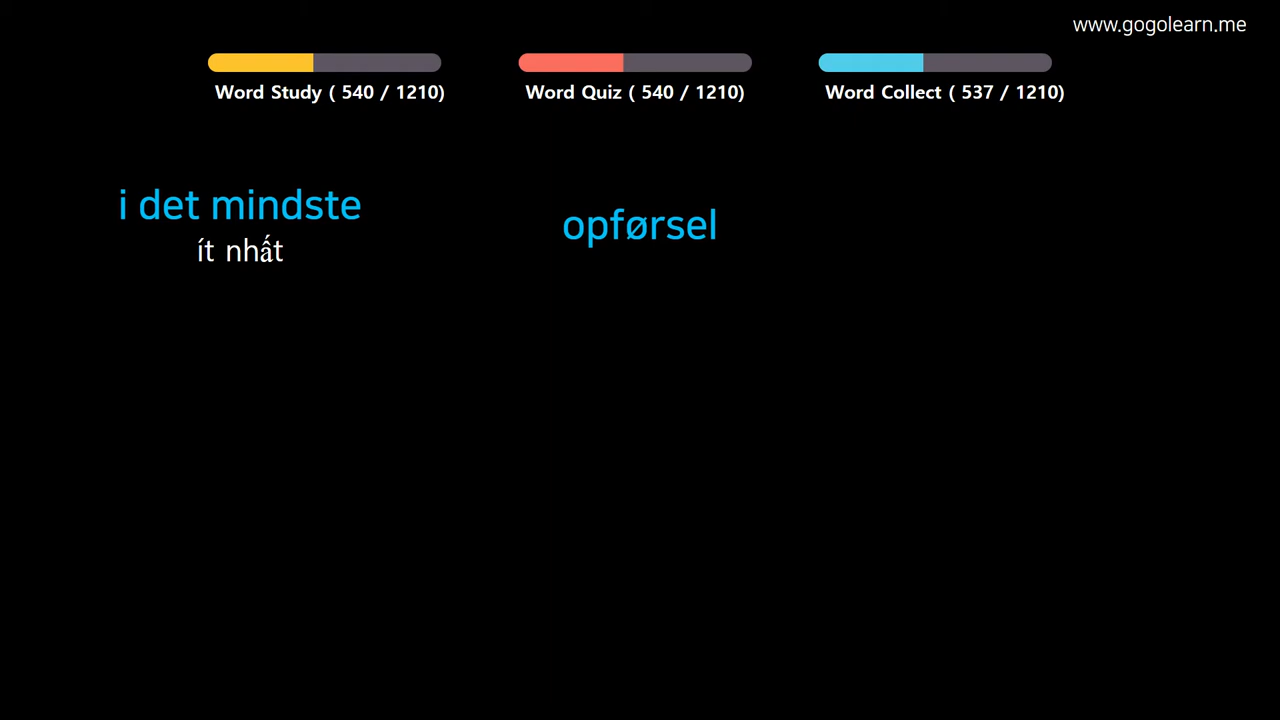 www.gogolearn.me
Word Study ( 540 / 1210)
Word Quiz ( 540 / 1210)
Word Collect ( 537 / 1210)
i det mindste
ít nhất
opførsel